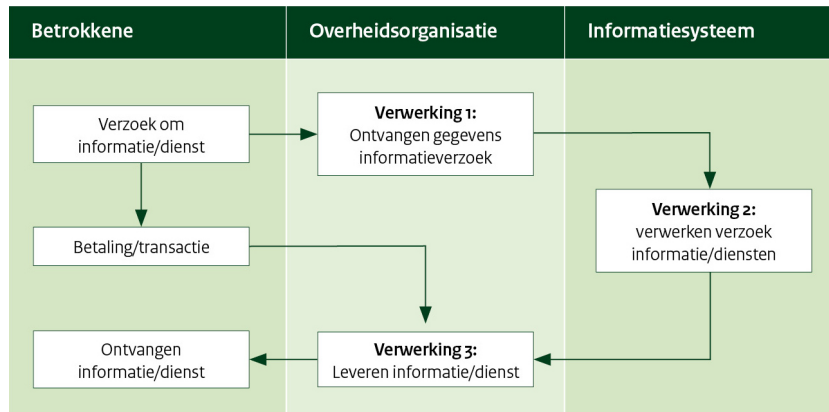 Betrokkene
Overheidsorganisatie
Informatiesysteem
Verzoek om
informatie/dienst
Verwerking 1:
Ontvangen gegevens
informatieverzoek
Verwerking 2:
verwerken verzoek
informatie/diensten
Betaling/transactie
Ontvangen
informatie/dienst
Verwerking 3:
Leveren informatie/dienst